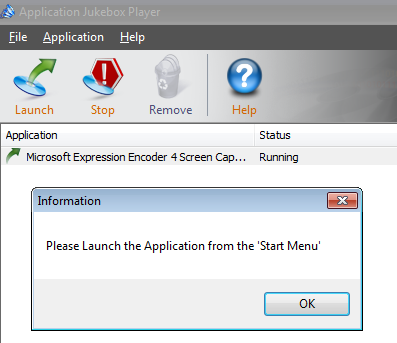 Application Jukebox Player
File Application Help
Launch Stop Remove Help
Application Status
Microsoft Expression Encoder 4 Screen Cap... Running
Information
Please Launch the Application from the 'Start Menu'
OK